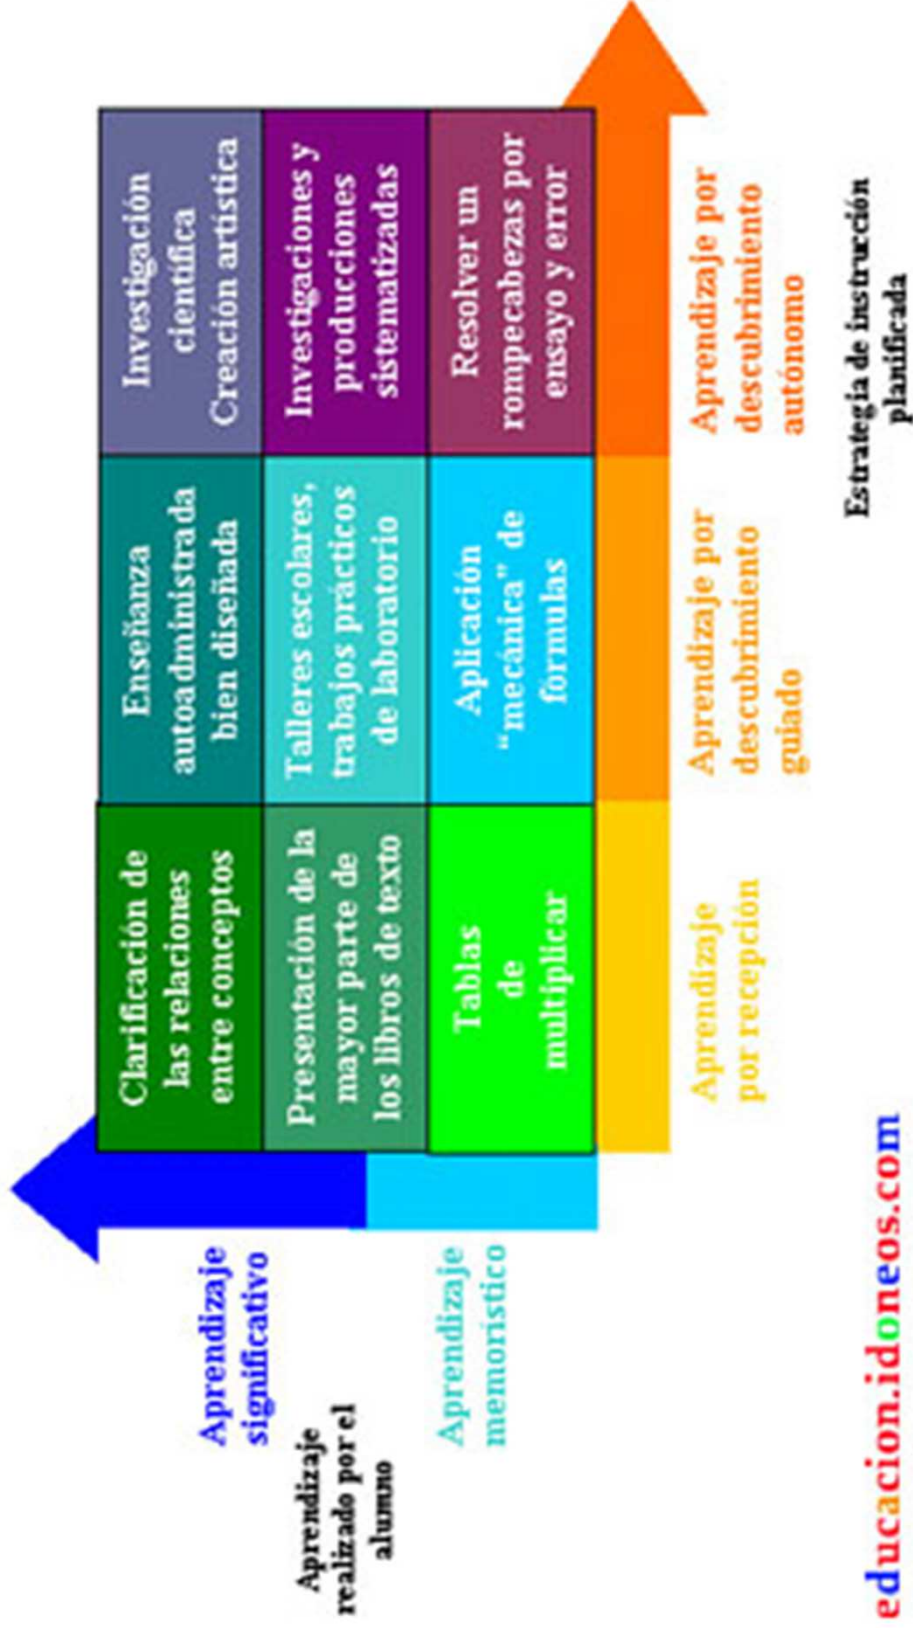 Aprendizaje
significativo
Aprendizaje
realizado por el
alumno
Aprendizaje
memorístico
Clarificación de
las relaciones
entre conceptos
Enseñanza
autoadministrada
bien diseñada
Investigación
científica
Creación artística
Presentación de la
mayor parte de
los libros de texto
Talleres escolares,
trabajos prácticos
de laboratorio
Investigaciones y
producciones
sistematizadas
Tablas
de
multiplicar
Aplicación
“mecánica” de
fórmulas
Resolver un
rompecabezas por
ensayo y error
Aprendizaje
por recepción
Aprendizaje por
descubrimiento
guiado
Aprendizaje por
descubrimiento
autónomo
Estrategia de instrucción
planificada
educacion.idoneos.com